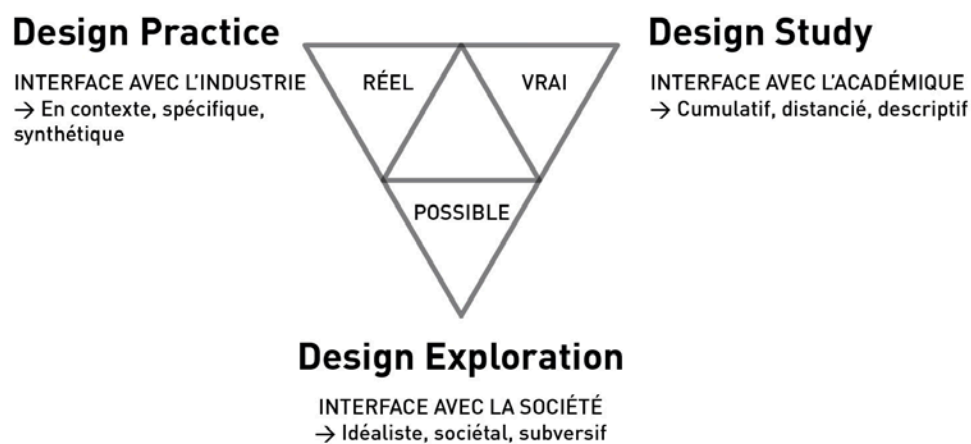 Design Practice
INTERFACE AVEC L'INDUSTRIE
→ En contexte, spécifique,
synthétique
RÉEL
VRAI
POSSIBLE
Design Study
INTERFACE AVEC L'ACADÉMIQUE
→ Cumulatif, distancié, descriptif
Design Exploration
INTERFACE AVEC LA SOCIÉTÉ
→ Idéaliste, sociétal, subversif